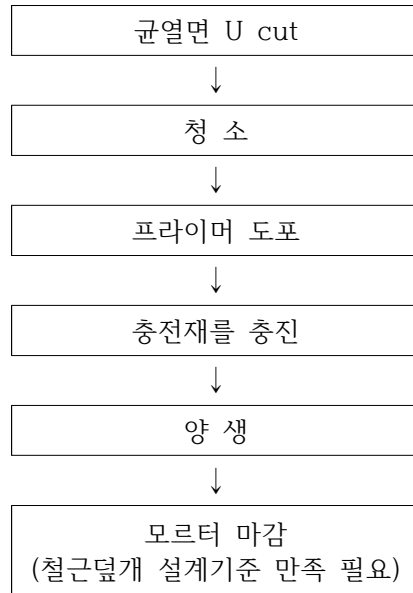 균열면 U cut
↓
청 소
↓
프라이머 도포
↓
충전재를 충진
↓
양 생
↓
모르터 마감
(철근덮개 설계기준 만족 필요)